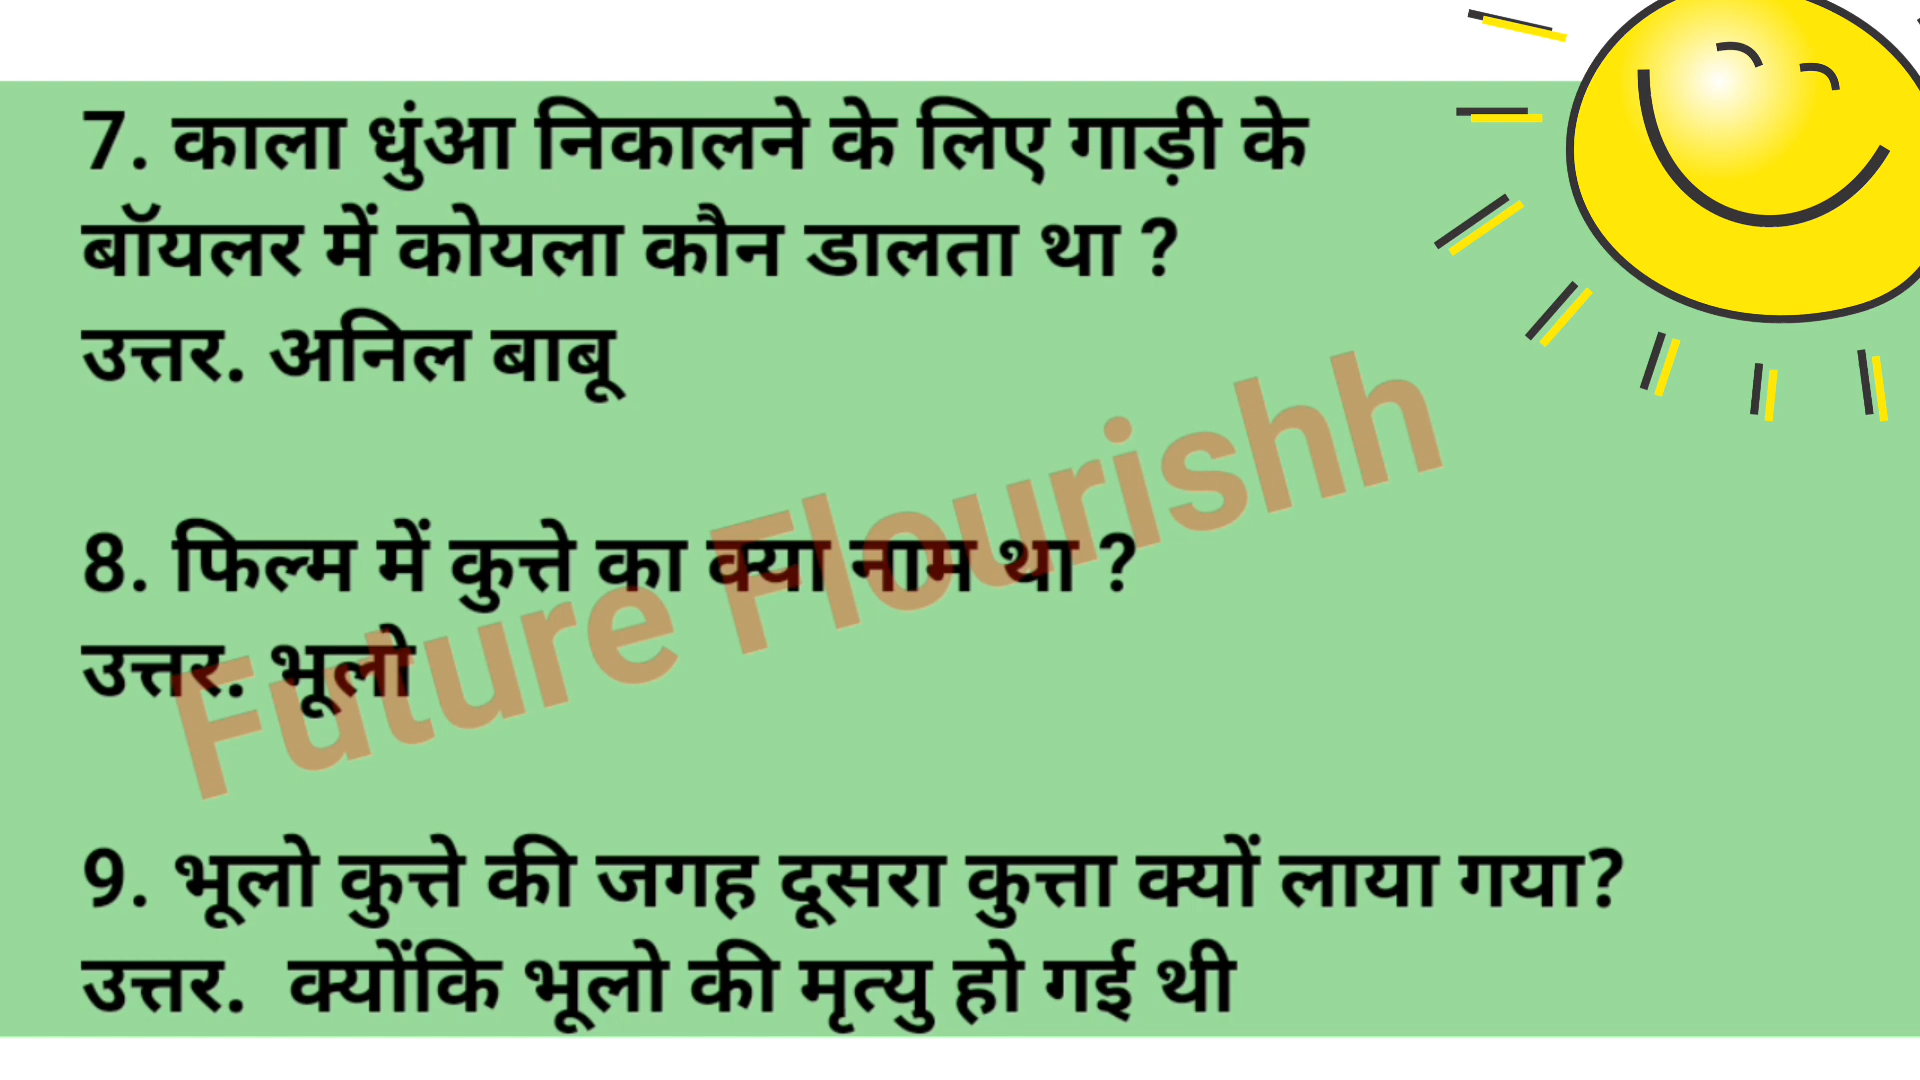 7. काला धुंआ निकालने के लिए गाड़ी के
बॉयलर में कोयला कौन डालता था ?
उत्तर. अनिल बाबू
8. फिल्म में कुत्ते का क्या नाम था ?
उत्तर. भूलो
Future Flourishh
9. भूलो कुत्ते की जगह दूसरा कुत्ता क्यों लाया गया?
उत्तर. क्योंकि भूलो की मृत्यु हो गई थी